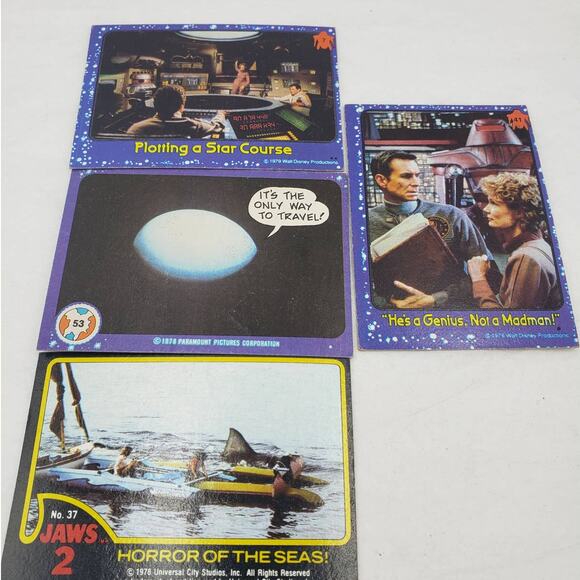 Plotting a Star Course
© 1979 Walt Disney Productions
IT'S THE
ONLY WAY
TO TRAVEL!
53
© 1978 PARAMOUNT PICTURES CORPORATION
"He's a Genius, Not a Madman!"
Walt Disney Productions
No. 37
JAWS
2
HORROR OF THE SEAS!
© 1978 Universal City Studios, Inc. All Rights Reserved